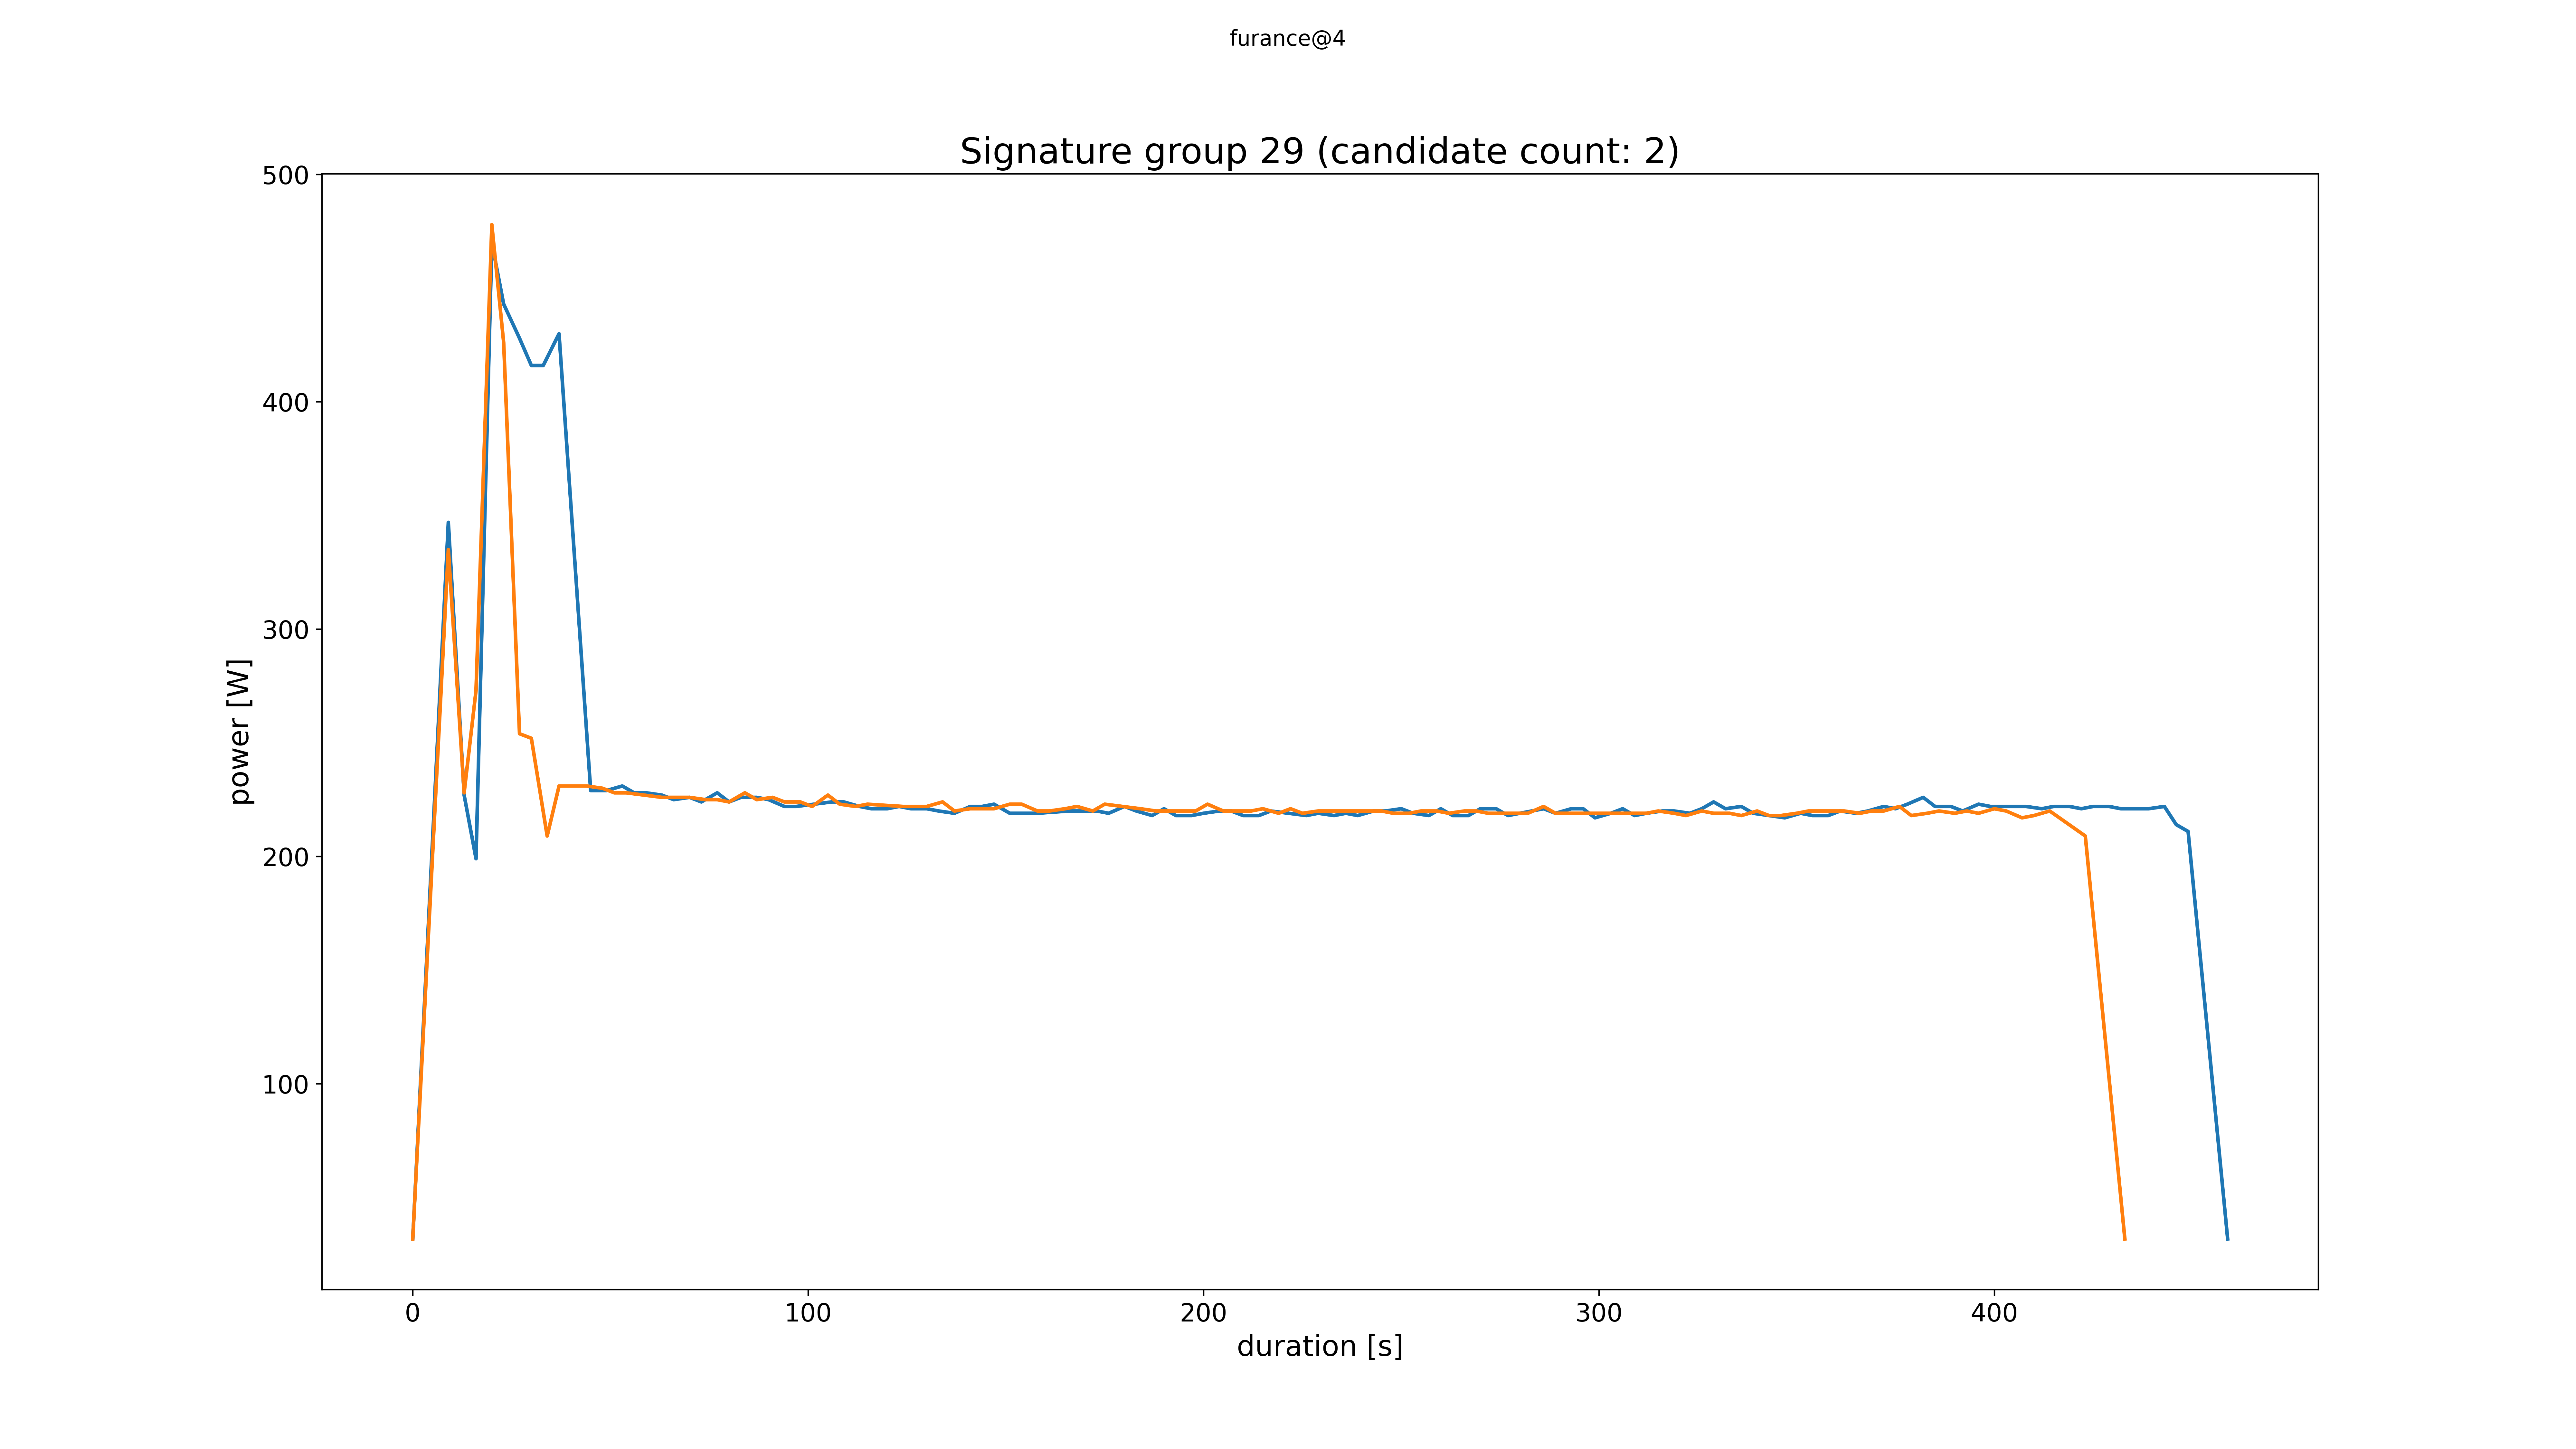 furance@4
Signature group 29 (candidate count: 2)
500
400
300
200
100
power [W]
0 100 200 300 400
duration [s]